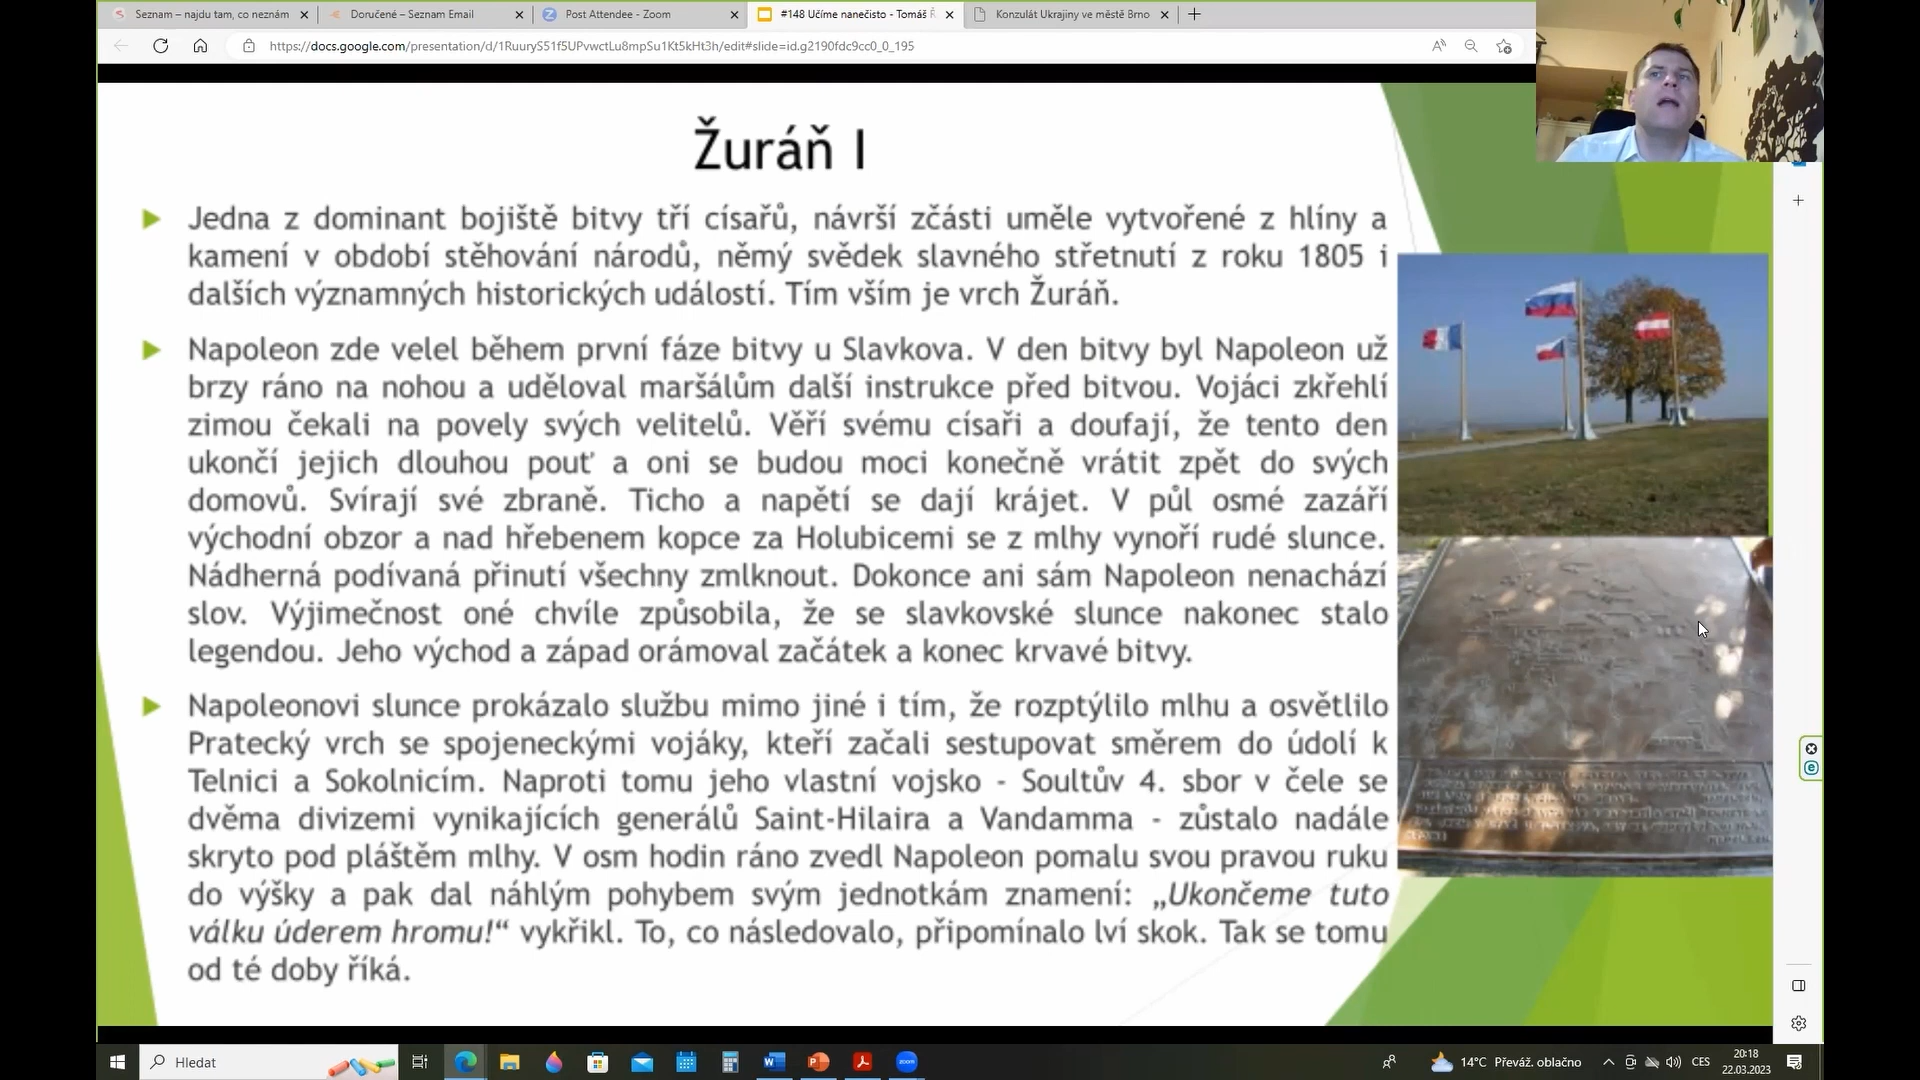 Seznam – najdu tam, co neznám
Doručené – Seznam Email
Post Attendee - Zoom
#148 Učíme nanečisto - Tomáš
Konzulát Ukrajiny ve městě Brno
https://docs.google.com/presentation/d/1RuuryS51f5UPvwctLu8mpSu1Kt5kHt3h/edit#slide=id.g2190fdc9cc0_0_195
Žuráň I
Jedna z dominant bojiště bitvy tří císařů, návrší zčásti uměle vytvořené z hlíny a
kamení v období stěhování národů, němý svědek slavného střetnutí z roku 1805 i
dalších významných historických událostí. Tím vším je vrch Žuráň.
Napoleon zde velel během první fáze bitvy u Slavkova. V den bitvy byl Napoleon už
brzy ráno na nohou a uděloval maršálům další instrukce před bitvou. Vojáci zkřehlí
zimou čekali na povely svých velitelů. Věří svému císaři a doufají, že tento den
ukončí jejich dlouhou pouť a oni se budou moci konečně vrátit zpět do svých
domovů. Svírají své zbraně. Ticho a napětí se dají krájet. V půl osmé zazáří
východní obzor a nad hřebenem kopce za Holubicemi se z mlhy vynoří rudé slunce.
Nádherná podívaná přinutí všechny zmlknout. Dokonce ani sám Napoleon nenachází
slov. Výjimečnost oné chvíle způsobila, že se slavkovské slunce nakonec stalo
legendou. Jeho východ a západ orámoval začátek a konec krvavé bitvy.
Napoleonovi slunce prokázalo službu mimo jiné i tím, že rozptýlilo mlhu a osvětlilo
Pratecký vrch se spojeneckými vojáky, kteří začali sestupovat směrem do údolí k
Telnici a Sokolnicím. Naproti tomu jeho vlastní vojsko - Soultův 4. sbor v čele se
dvěma divizemi vynikajících generálů Saint-Hilaira a Vandamma - zůstalo nadále
skryto pod pláštěm mlhy. V osm hodin ráno zvedl Napoleon pomalu svou pravou ruku
do výšky a pak dal náhlým pohybem svým jednotkám znamení: „Ukončeme tuto
válku úderem hromu!“ vykřikl. To, co následovalo, připomínalo lví skok. Tak se tomu
od té doby říká.
Hledat
14°C Převáž. oblačno
CES
20:18
22.03.2023